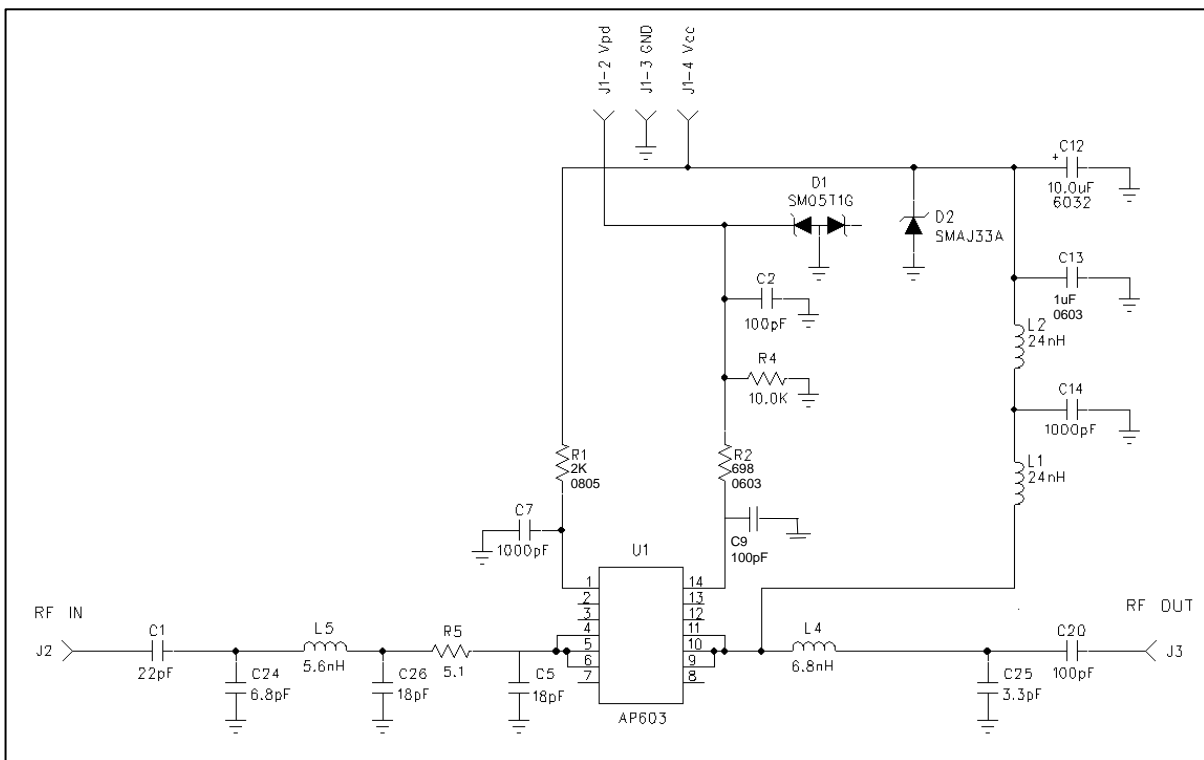 J1-2 Vpd
J1-3 GND
J1-4 Vcc
C12
+
10.0uF
6032
D1
SM05T1G
D2
SMAJ33A
C13
1uF
0603
C2
100pF
L2
24nH
R4
10.0K
C14
1000pF
R1
2K
0805
R2
698
0603
L1
24nH
C7
1000pF
C9
100pF
U1
1
2
3
4
5
6
7
14
13
12
11
10
9
8
AP603
RF IN
J2
C1
22pF
C24
6.8pF
L5
5.6nH
C26
18pF
R5
5.1
C5
18pF
L4
6.8nH
C25
3.3pF
C20
100pF
RF OUT
J3